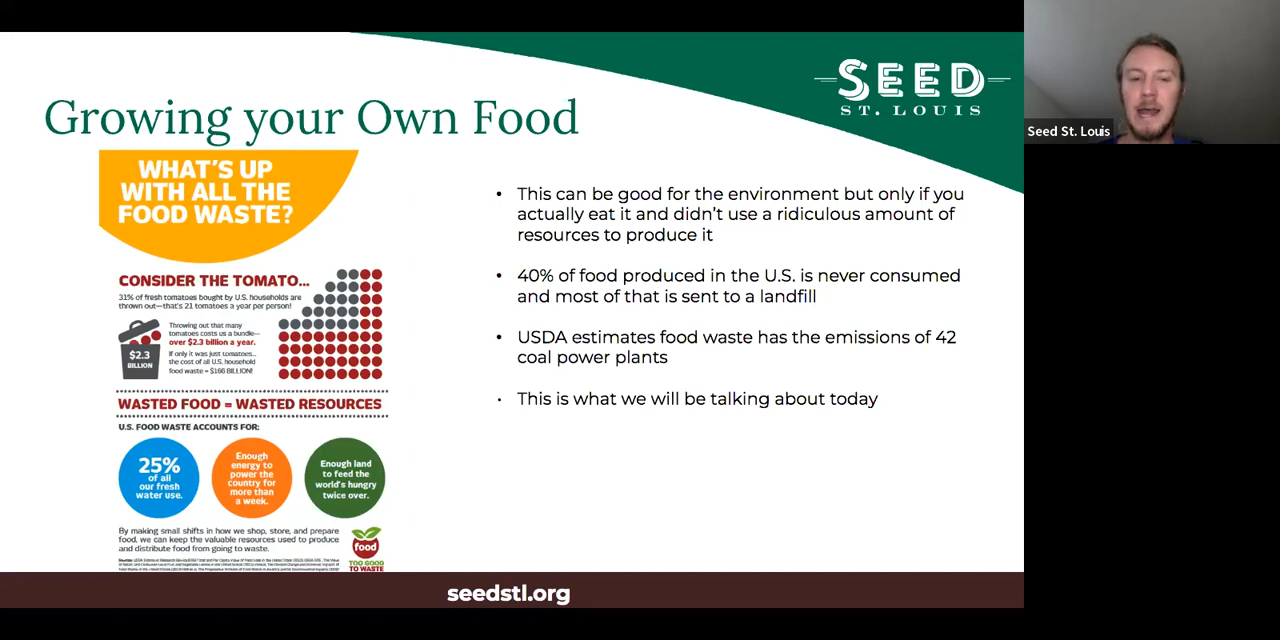 SEED
ST. LOUIS
Seed St. Louis
Growing your Own Food
WHAT'S UP
WITH ALL THE
FOOD WASTE?
CONSIDER THE TOMATO...
31% of fresh tomatoes bought by U.S. households are
thrown out—that's 21 tomatoes a year per person!
Throwing out that many
tomatoes costs us a bundle—
over $2.3 billion a year.
If only it was just tomatoes...
the cost of all U.S. household
food waste = $166 BILLION!
$2.3
BILLION
WASTED FOOD = WASTED RESOURCES
U.S. FOOD WASTE ACCOUNTS FOR:
25%
of all
our fresh
water use.
Enough
energy to
power the
country for
more than
a week.
Enough land
to feed the
world's hungry
twice over.
By making small shifts in how we shop, store, and prepare
food, we can keep the valuable resources used to produce
and distribute food from going to waste.
food
TOO GOOD
TO WASTE
• This can be good for the environment but only if you
actually eat it and didn't use a ridiculous amount of
resources to produce it
• 40% of food produced in the U.S. is never consumed
and most of that is sent to a landfill
• USDA estimates food waste has the emissions of 42
coal power plants
• This is what we will be talking about today
seedstl.org